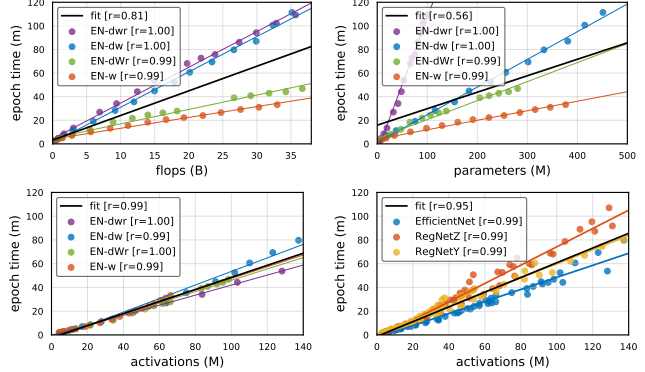 120
100
80
60
40
20
0
epoch time (m)
fit [r=0.81]
EN-dwr [r=1.00]
EN-dw [r=1.00]
EN-dWr [r=0.99]
EN-w [r=0.99]
0 5 10 15 20 25 30 35
flops (B)
120
100
80
60
40
20
0
epoch time (m)
fit [r=0.56]
EN-dwr [r=1.00]
EN-dw [r=1.00]
EN-dWr [r=0.99]
EN-w [r=0.99]
0 100 200 300 400 500
parameters (M)
120
100
80
60
40
20
0
epoch time (m)
fit [r=0.99]
EN-dwr [r=1.00]
EN-dw [r=0.99]
EN-dWr [r=1.00]
EN-w [r=0.99]
0 20 40 60 80 100 120 140
activations (M)
120
100
80
60
40
20
0
epoch time (m)
fit [r=0.95]
EfficientNet [r=0.99]
RegNetZ [r=0.99]
RegNetY [r=0.99]
0 20 40 60 80 100 120 140
activations (M)